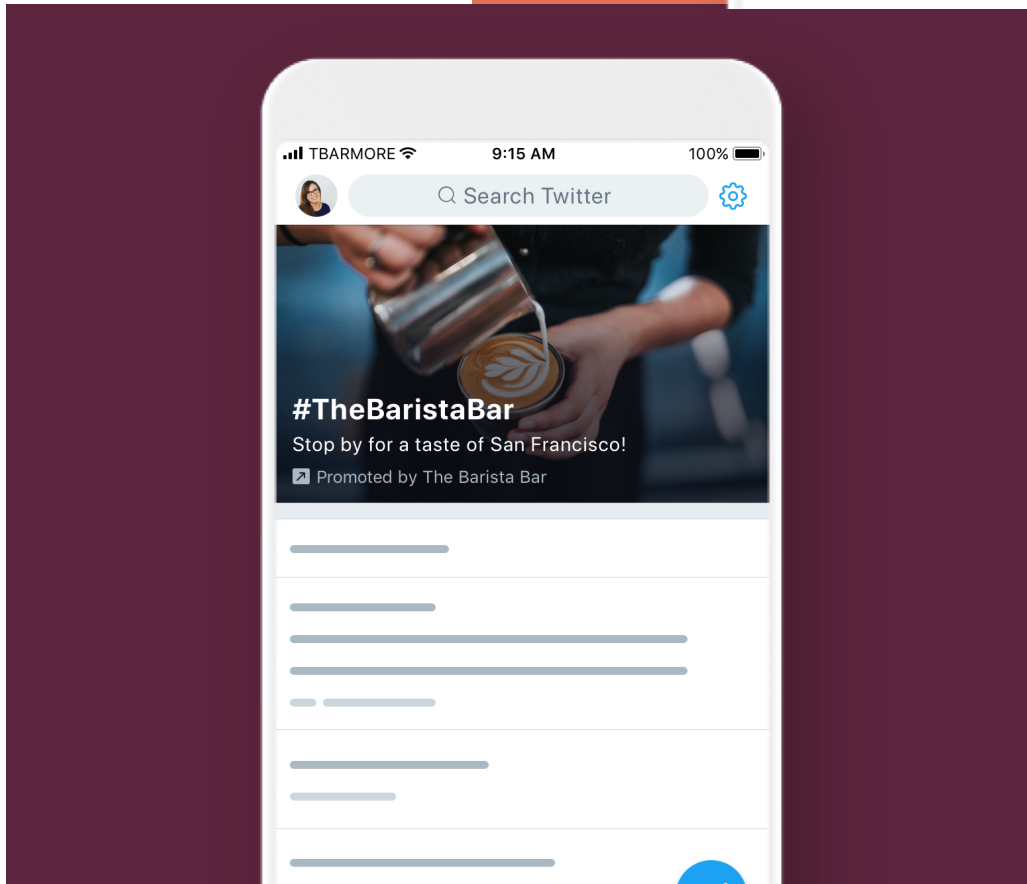 TBARMORE 9:15 AM 100%
Search Twitter
#TheBaristaBar
Stop by for a taste of San Francisco!
Promoted by The Barista Bar